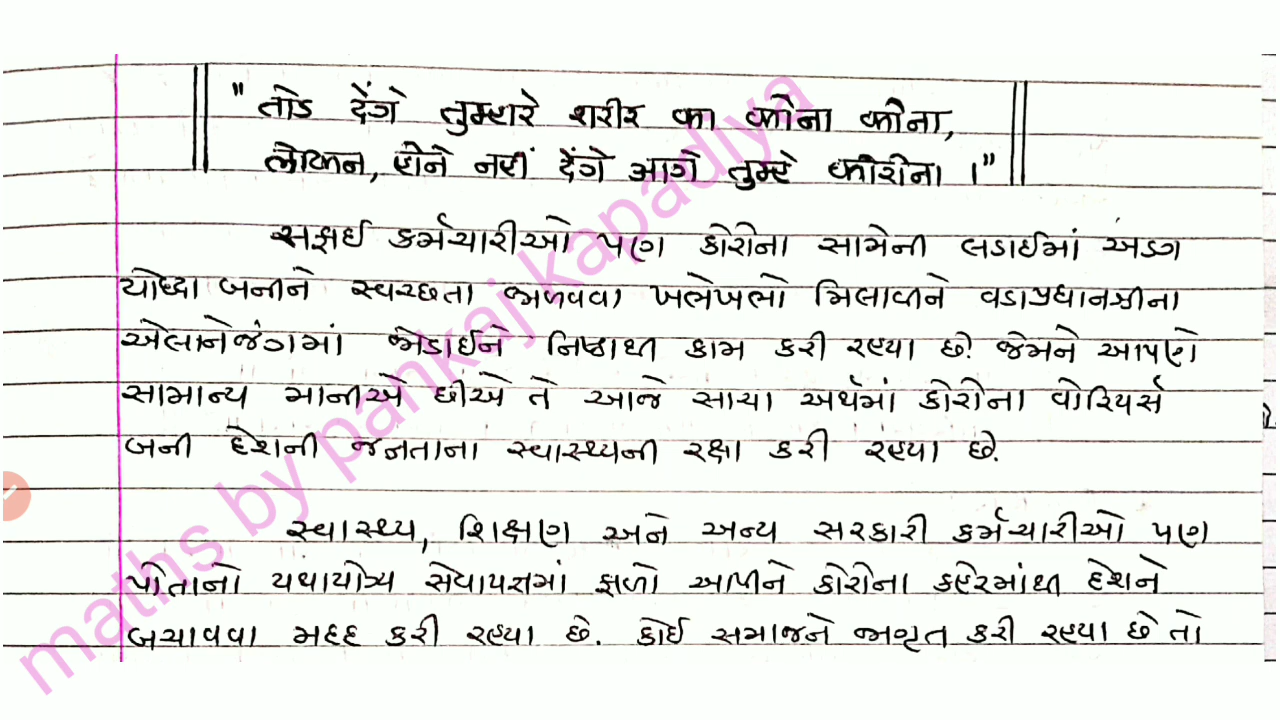 " तोड देंगे तुम्हारे शरीर का कोना कोना,
लेकिन, होने नहीं देंगे आगे तुम्हे कोरोना ।"
સફાઈ કર્મચારીઓ પણ કોરોના સામેની લડાઈમાં અડગ
યોધ્ધા બનીને સ્વચ્છતા જાળવવા ખભેખભો મિલાવીને વડાપ્રધાનશ્રીના
એલાનેજંગમાં જોડાઈને નિષ્ઠાથી કામ કરી રહ્યા છે. જેમને આપણે
સામાન્ય માનીએ છીએ તે આજે સાચા અર્થમાં કોરોના વોરિયર્સ
બની દેશની જનતાના સ્વાસ્થ્યની રક્ષા કરી રહ્યા છે.
સ્વાસ્થ્ય, શિક્ષણ અને અન્ય સરકારી કર્મચારીઓ પણ
પોતાનો યથાયોગ્ય સેવાયજ્ઞમાં ફાળો આપીને કોરોના કહેરમાંથી દેશને
બચાવવા મદદ કરી રહ્યા છે. કોઈ સમાજને જાગૃત કરી રહ્યા છે તો
maths by pankaj kapadiya